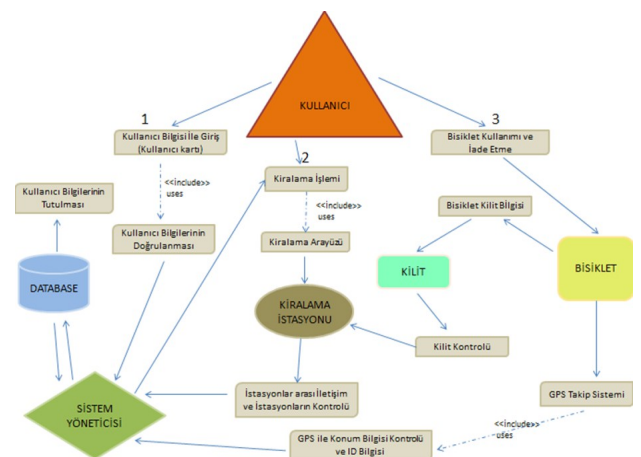 KULLANICI
1
Kullanıcı Bilgisi İle Giriş
(Kullanıcı kartı)
2
Kiralama İşlemi
3
Bisiklet Kullanımı ve
İade Etme
<<include>>
uses
<<include>>
uses
Kullanıcı Bilgilerinin
Tutulması
Kullanıcı Bilgilerinin
Doğrulanması
Kiralama Arayüzü
Bisiklet Kilit Bilgisi
DATABASE
KİRALAMA
İSTASYONU
KİLİT
BİSİKLET
Kilit Kontrolü
SİSTEM
YÖNETİCİSİ
İstasyonlar arası İletişim
ve İstasyonların Kontrolü
GPS Takip Sistemi
<<include>>
uses
GPS ile Konum Bilgisi Kontrolü
ve ID Bilgisi